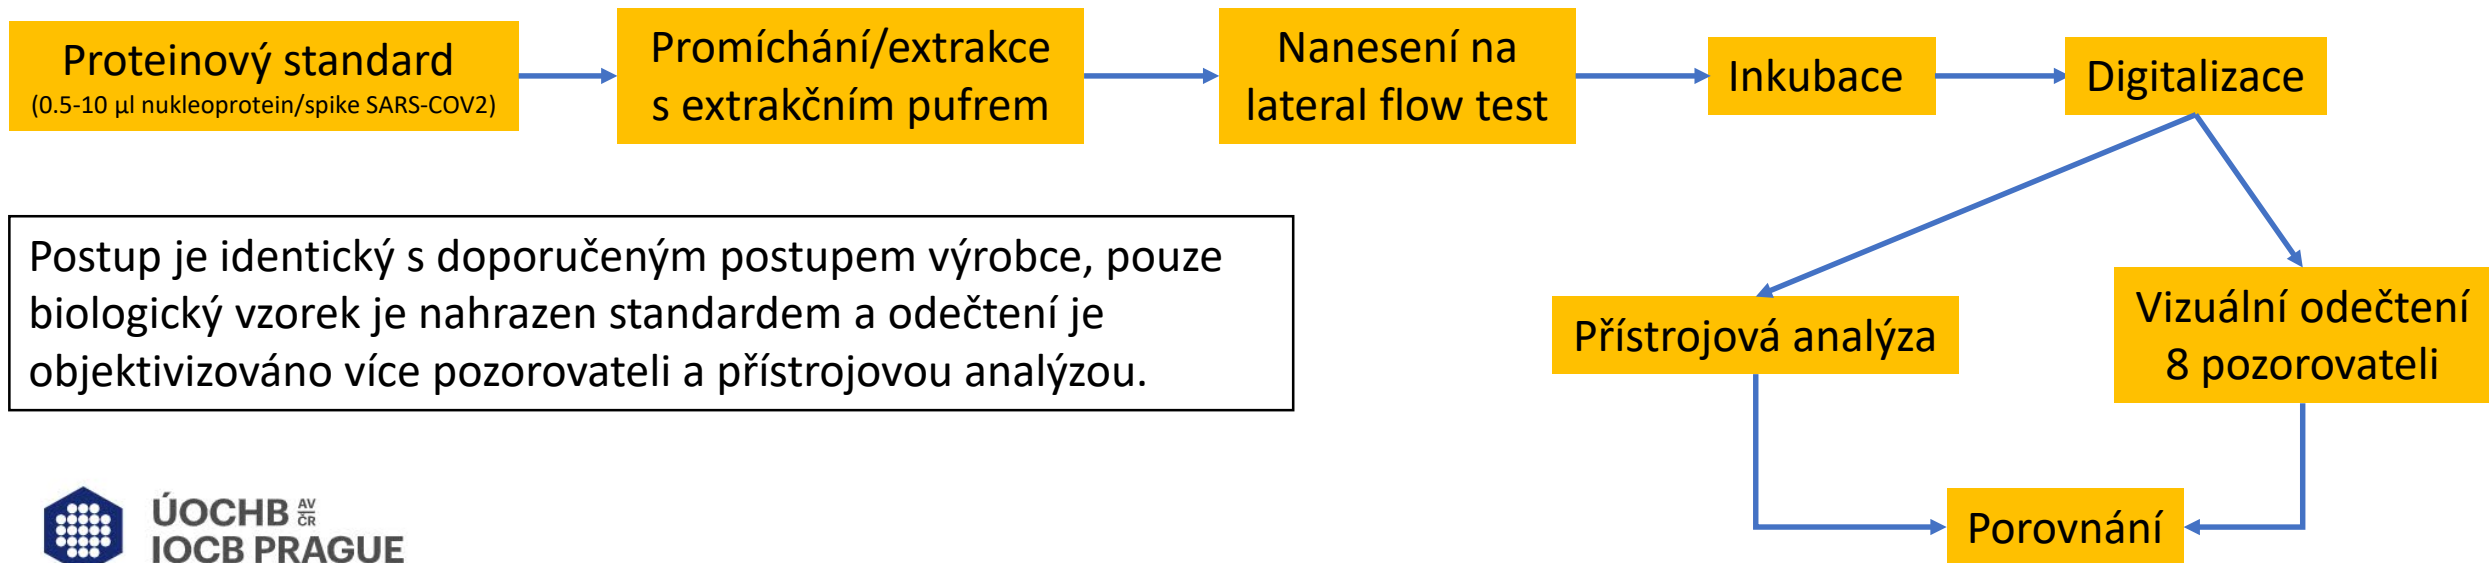 Proteinový standard
(0.5-10 µl nukleoprotein/spike SARS-COV2)
Promíchání/extrakce
s extrakčním pufrem
Nanesení na
lateral flow test
Inkubace
Digitalizace
Postup je identický s doporučeným postupem výrobce, pouze
biologický vzorek je nahrazen standardem a odečtení je
objektivizováno více pozorovateli a přístrojovou analýzou.
Přístrojová analýza
Vizuální odečtení
8 pozorovateli
Porovnání
ÚOCHB AV ČR
IOCB PRAGUE